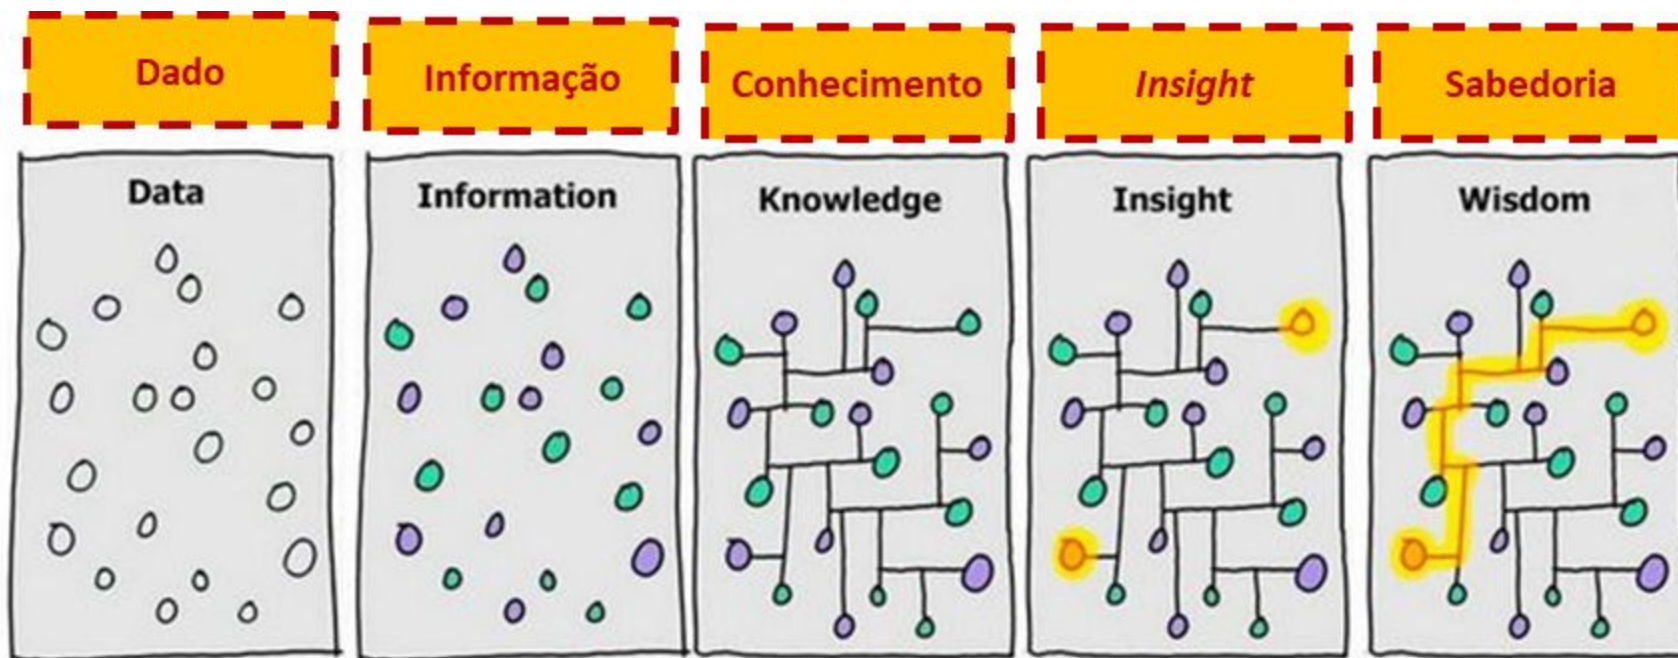 Dado
Informação
Conhecimento
Insight
Sabedoria
Data
Information
Knowledge
Insight
Wisdom